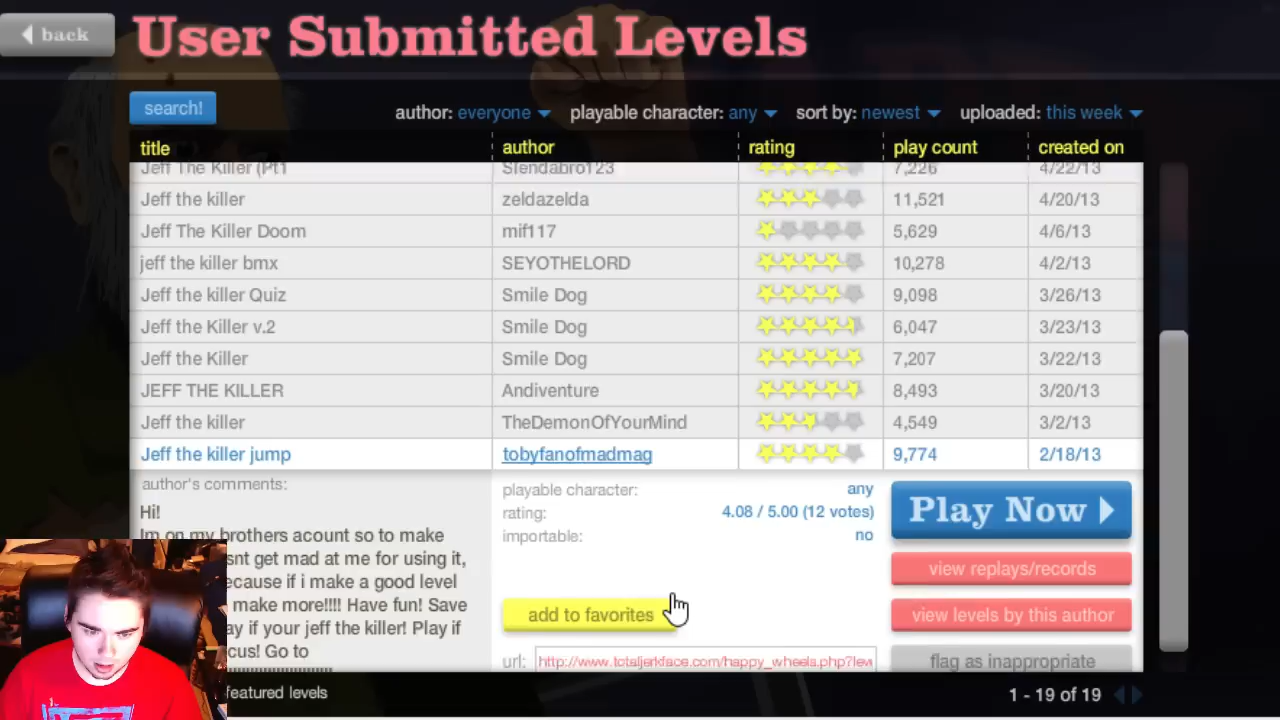 back
User Submitted Levels
search!
author: everyone playable character: any sort by: newest uploaded: this week
title author rating play count created on
Jeff The Killer (Pt1 Slendabro123 7,226 4/22/13
Jeff the killer zeldazelda 11,521 4/20/13
Jeff The Killer Doom mif117 5,629 4/6/13
jeff the killer bmx SEYOTHELORD 10,278 4/2/13
Jeff the killer Quiz Smile Dog 9,098 3/26/13
Jeff the Killer v.2 Smile Dog 6,047 3/23/13
Jeff the Killer Smile Dog 7,207 3/22/13
JEFF THE KILLER Andiventure 8,493 3/20/13
Jeff the killer TheDemonOfYourMind 4,549 3/2/13
Jeff the killer jump tobyfanofmadmag 9,774 2/18/13
author's comments:
Hi!
Im on my brothers acount so to make
snt get mad at me for using it,
ecause if i make a good level
make more!!!! Have fun! Save
ay if your jeff the killer! Play if
cus! Go to
playable character: any
rating: 4.08 / 5.00 (12 votes)
importable: no
add to favorites
url: http://www.totaljerkface.com/happy_wheels.php?lev
Play Now
view replays/records
view levels by this author
flag as inappropriate
featured levels
1 - 19 of 19